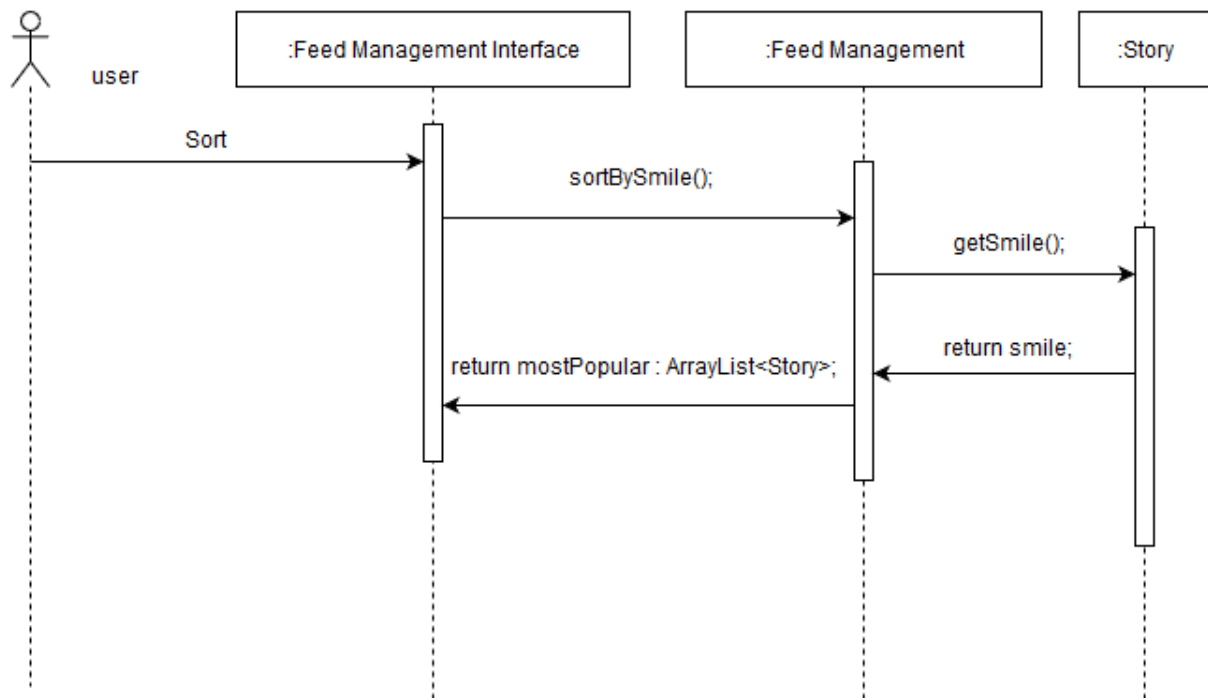 :Feed Management Interface
:Feed Management
:Story
user
Sort
sortBySmile();
getSmile();
return smile;
return mostPopular : ArrayList<Story>;